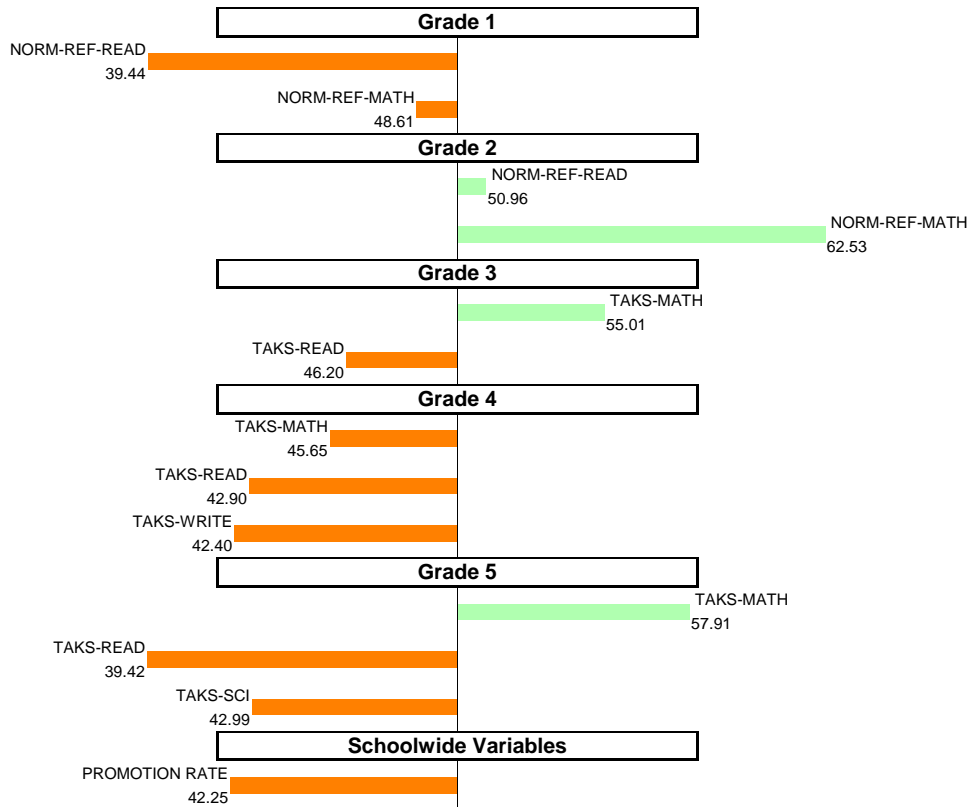 Grade 1
NORM-REF-READ
39.44
NORM-REF-MATH
48.61
Grade 2
NORM-REF-READ
50.96
NORM-REF-MATH
62.53
Grade 3
TAKS-MATH
55.01
TAKS-READ
46.20
Grade 4
TAKS-MATH
45.65
TAKS-READ
42.90
TAKS-WRITE
42.40
Grade 5
TAKS-MATH
57.91
TAKS-READ
39.42
TAKS-SCI
42.99
Schoolwide Variables
PROMOTION RATE
42.25